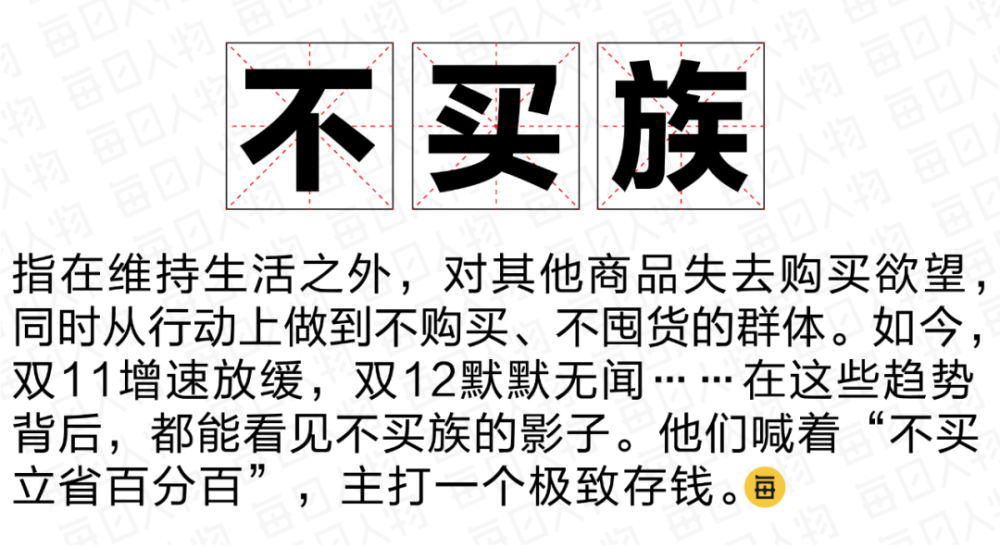 不买族
指在维持生活之外，对其他商品失去购买欲望，
同时从行动上做到不购买、不囤货的群体。如今，
双11增速放缓，双12默默无闻……在这些趋势
背后，都能看见不买族的影子。他们喊着“不买
立省百分百”，主打一个极致存钱。每
每日人物